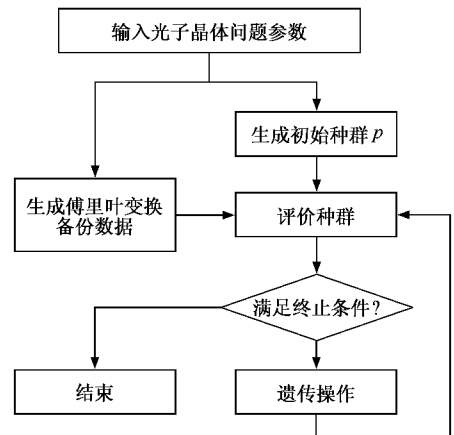 输入光子晶体问题参数
生成初始种群p
生成傅里叶变换
备份数据
评价种群
满足终止条件?
结束
遗传操作